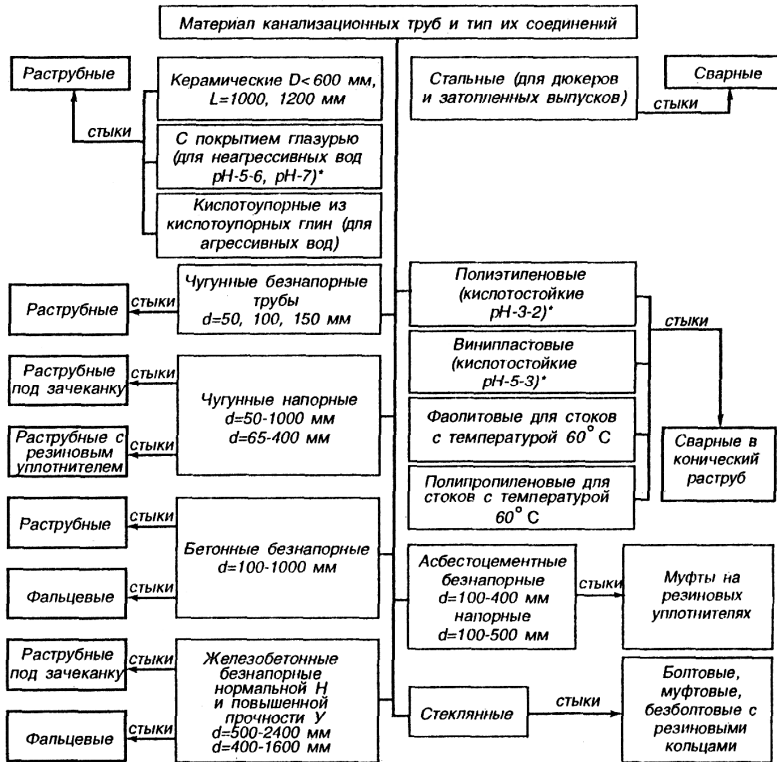 Материал канализационных труб и тип их соединений
Раструбные
стыки
Керамические D<600 мм,
L=1000, 1200 мм
С покрытием глазурью
(для неагрессивных вод
рН-5-6, рН-7)*
Кислотоупорные из
кислотоупорных глин (для
агрессивных вод)
Стальные (для дюкеров
и затопленных выпусков)
стыки
Сварные
Раструбные
стыки
Чугунные безнапорные
трубы
d=50, 100, 150 мм
Раструбные
под зачеканку
стыки
Раструбные с
резиновым
уплотнителем
стыки
Чугунные напорные
d=50-1000 мм
d=65-400 мм
Раструбные
стыки
Фальцевые
стыки
Бетонные безнапорные
d=100-1000 мм
Раструбные
под зачеканку
стыки
Фальцевые
стыки
Железобетонные
безнапорные
нормальной Н
и повышенной
прочности У
d=500-2400 мм
d=400-1600 мм
Полиэтиленовые
(кислотостойкие
рН-3-2)*
Винипластовые
(кислотостойкие
рН-5-3)*
Фаолитовые для стоков
с температурой 60° С
Полипропиленовые для
стоков с температурой
60° С
стыки
Сварные в
конический
раструб
Асбестоцементные
безнапорные
d=100-400 мм
напорные
d=100-500 мм
стыки
Муфты на
резиновых
уплотнителях
Стеклянные
стыки
Болтовые,
муфтовые,
безболтовые с
резиновыми
кольцами